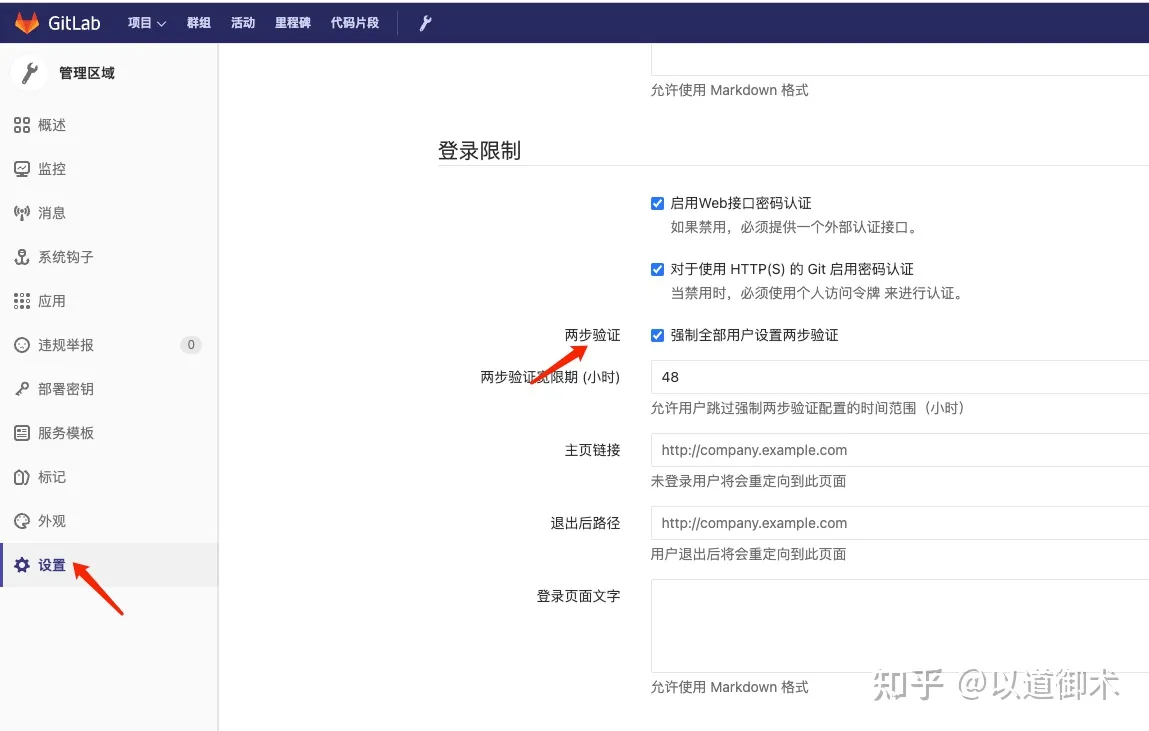 GitLab 项目 群组 活动 里程碑 代码片段
管理区域
概述
监控
消息
系统钩子
应用
违规举报 0
部署密钥
服务模板
标记
外观
设置
允许使用 Markdown 格式
登录限制
启用Web接口密码认证
如果禁用，必须提供一个外部认证接口。
对于使用 HTTP(S) 的 Git 启用密码认证
当禁用时，必须使用个人访问令牌 来进行认证。
两步验证 强制全部用户设置两步验证
两步验证宽限期 (小时) 48
允许用户跳过强制两步验证配置的时间范围（小时）
主页链接 http://company.example.com
未登录用户将会重定向到此页面
退出后路径 http://company.example.com
用户退出后将会重定向到此页面
登录页面文字
允许使用 Markdown 格式
知乎 @以道御术